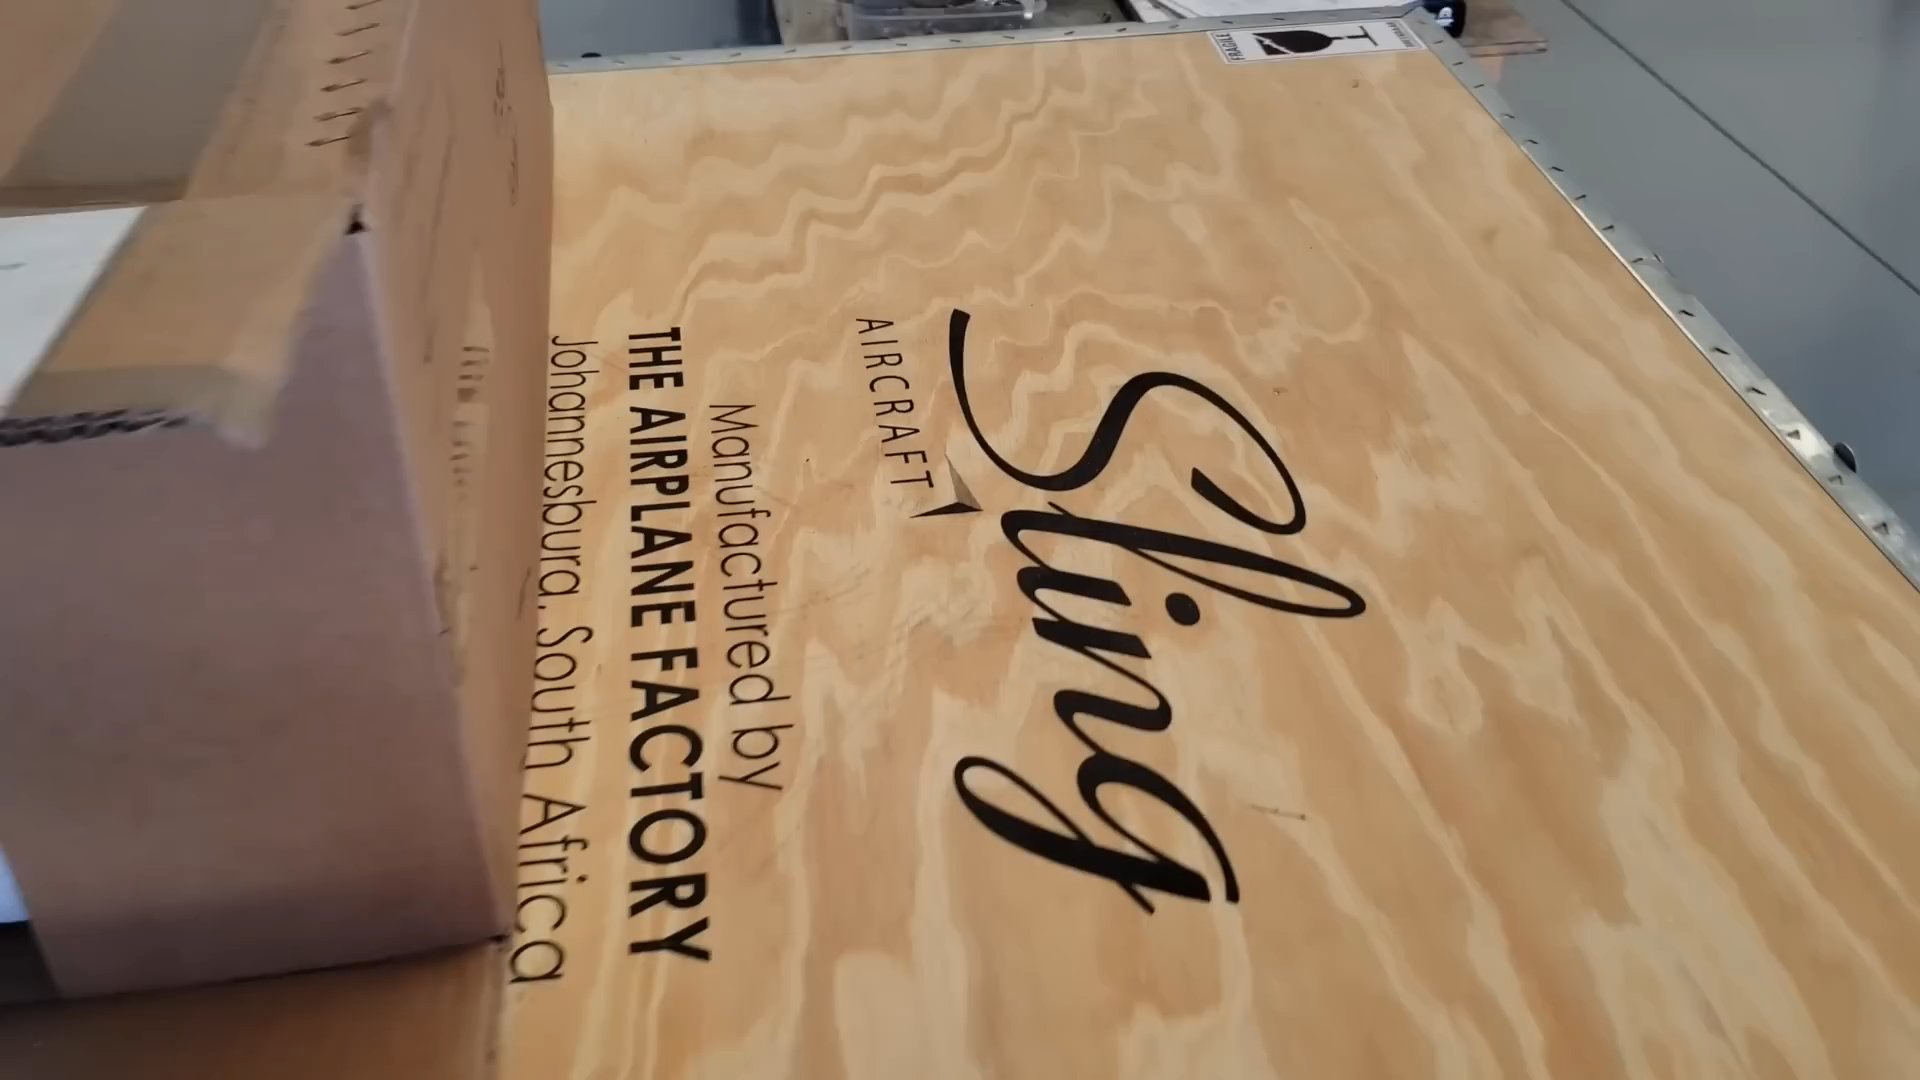 Sling
AIRCRAFT
Manufactured by
THE AIRPLANE FACTORY
Johannesburg, South Africa
FRAGILE